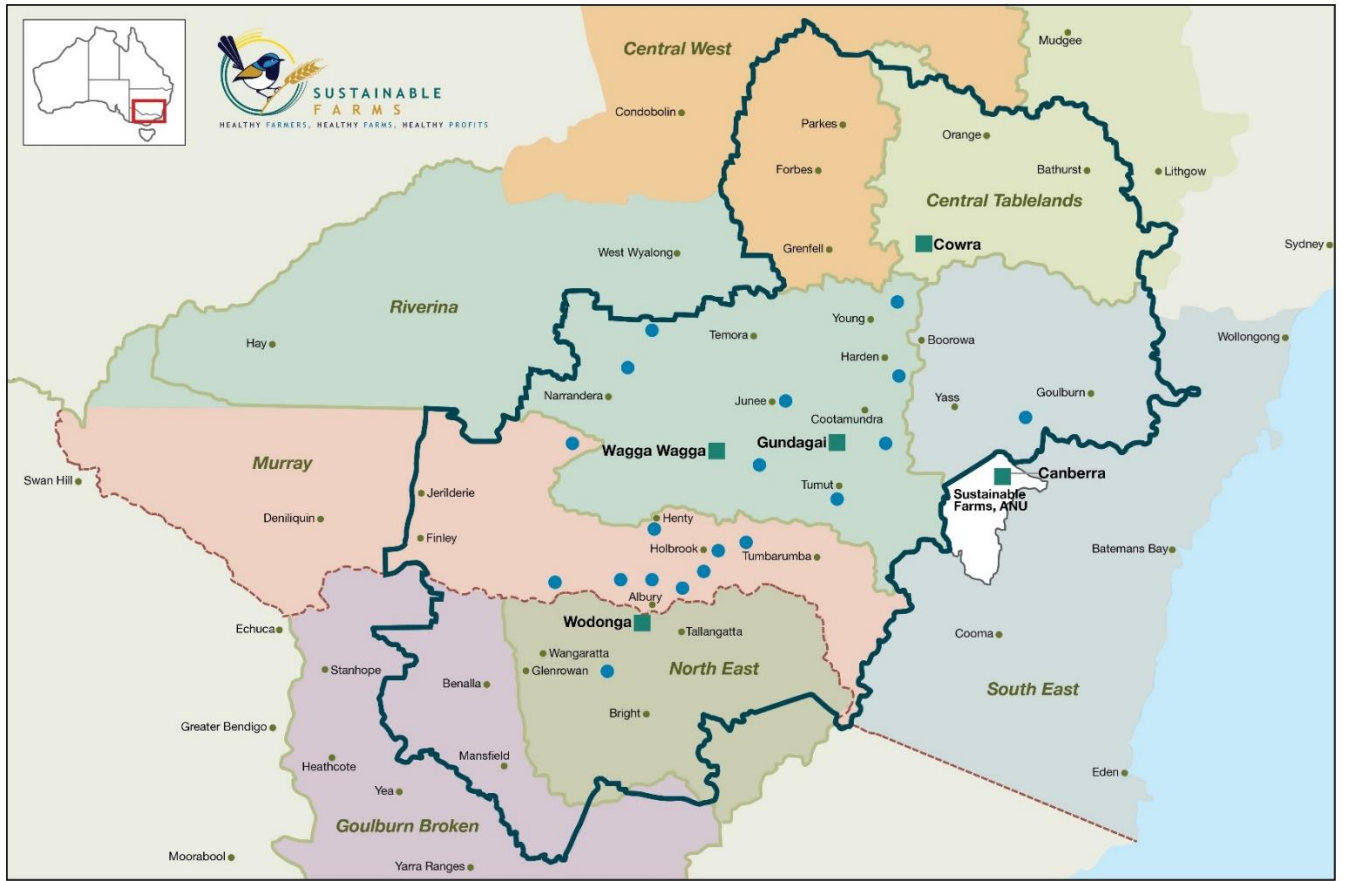 SUSTAINABLE
FARMS
HEALTHY FARMERS, HEALTHY FARMS, HEALTHY PROFITS
Central West
Mudgee
Condobolin
Parkes
Orange
Forbes
Bathurst
Lithgow
Central Tablelands
Grenfell
Cowra
Sydney
West Wyalong
Riverina
Young
Temora
Boorowa
Wollongong
Hay
Harden
Narrandera
Junee
Cootamundra
Yass
Goulburn
Wagga Wagga
Gundagai
Murray
Canberra
Swan Hill
Jerilderie
Tumut
Sustainable
Farms, ANU
Deniliquin
Henty
Finley
Holbrook
Tumbarumba
Batemans Bay
Albury
Wodonga
Echuca
Tallangatta
Cooma
Wangaratta
Stanhope
Glenrowan
North East
Benalla
South East
Bright
Greater Bendigo
Mansfield
Heathcote
Eden
Yea
Goulburn Broken
Moorabool
Yarra Ranges